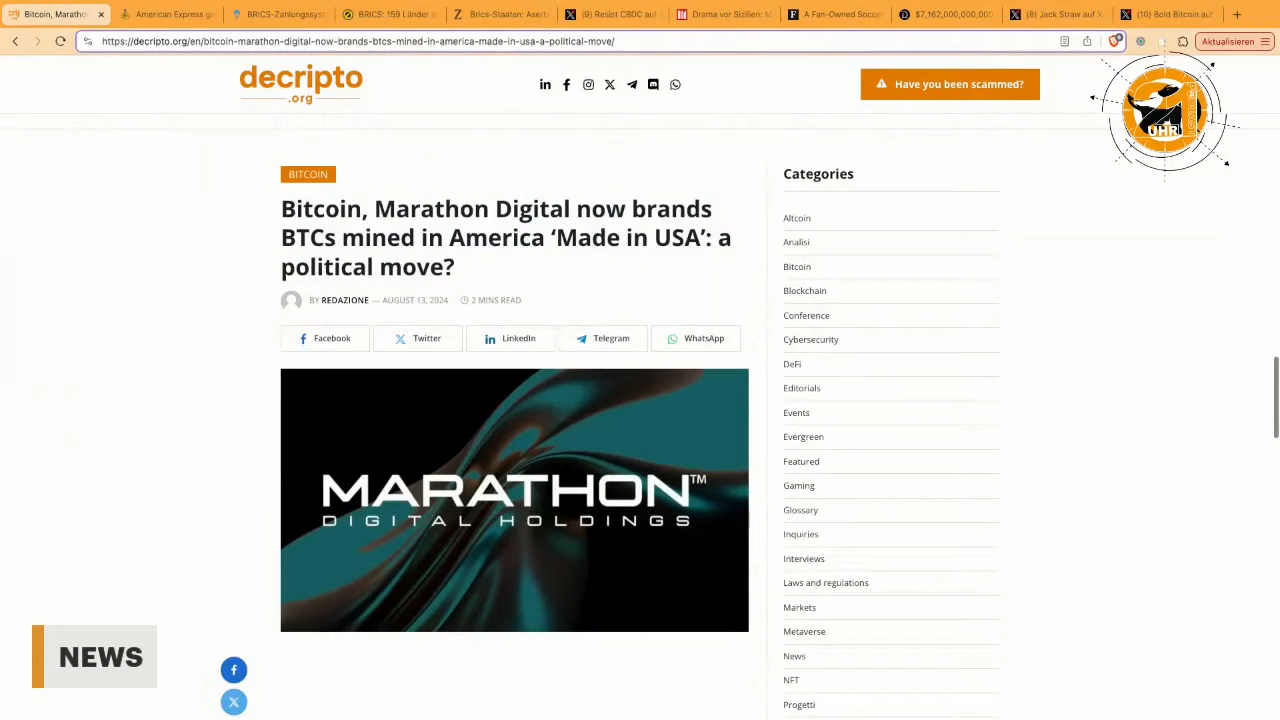 Bitcoin, Marathon
American Express
BRICS-Zahlungssyst
BRICS: 159 Länder
Brics-Staaten: Aserb
(9) Resist CBDC auf
Drama vor Sizilien: M
A Fan-Owned Socce
$7,162,000,000,000
(8) Jack Straw auf X
(10) Bold Bitcoin auf
https://decripto.org/en/bitcoin-marathon-digital-now-brands-btcs-mined-in-america-made-in-usa-a-political-move/
Aktualisieren
decripto
.org
Have you been scammed?
UHR
BITCOIN
Bitcoin, Marathon Digital now brands
BTCs mined in America ‘Made in USA’: a
political move?
BY REDAZIONE — AUGUST 13, 2024 2 MINS READ
Facebook
Twitter
LinkedIn
Telegram
WhatsApp
MARATHON™
DIGITAL HOLDINGS
Categories
Altcoin
Analisi
Bitcoin
Blockchain
Conference
Cybersecurity
DeFi
Editorials
Events
Evergreen
Featured
Gaming
Glossary
Inquiries
Interviews
Laws and regulations
Markets
Metaverse
News
NFT
Progetti
NEWS